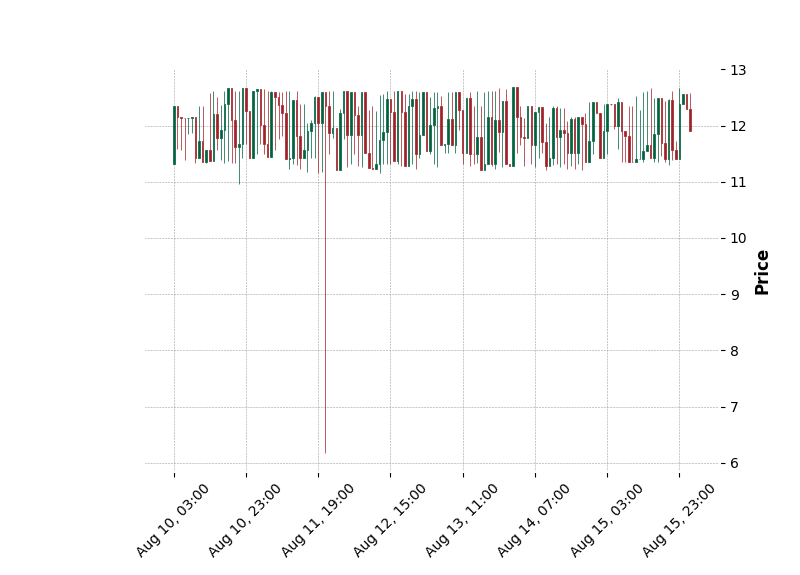 13
12
11
10
9
8
7
6
Price
Aug 10, 03:00
Aug 10, 23:00
Aug 11, 19:00
Aug 12, 15:00
Aug 13, 11:00
Aug 14, 07:00
Aug 15, 03:00
Aug 15, 23:00